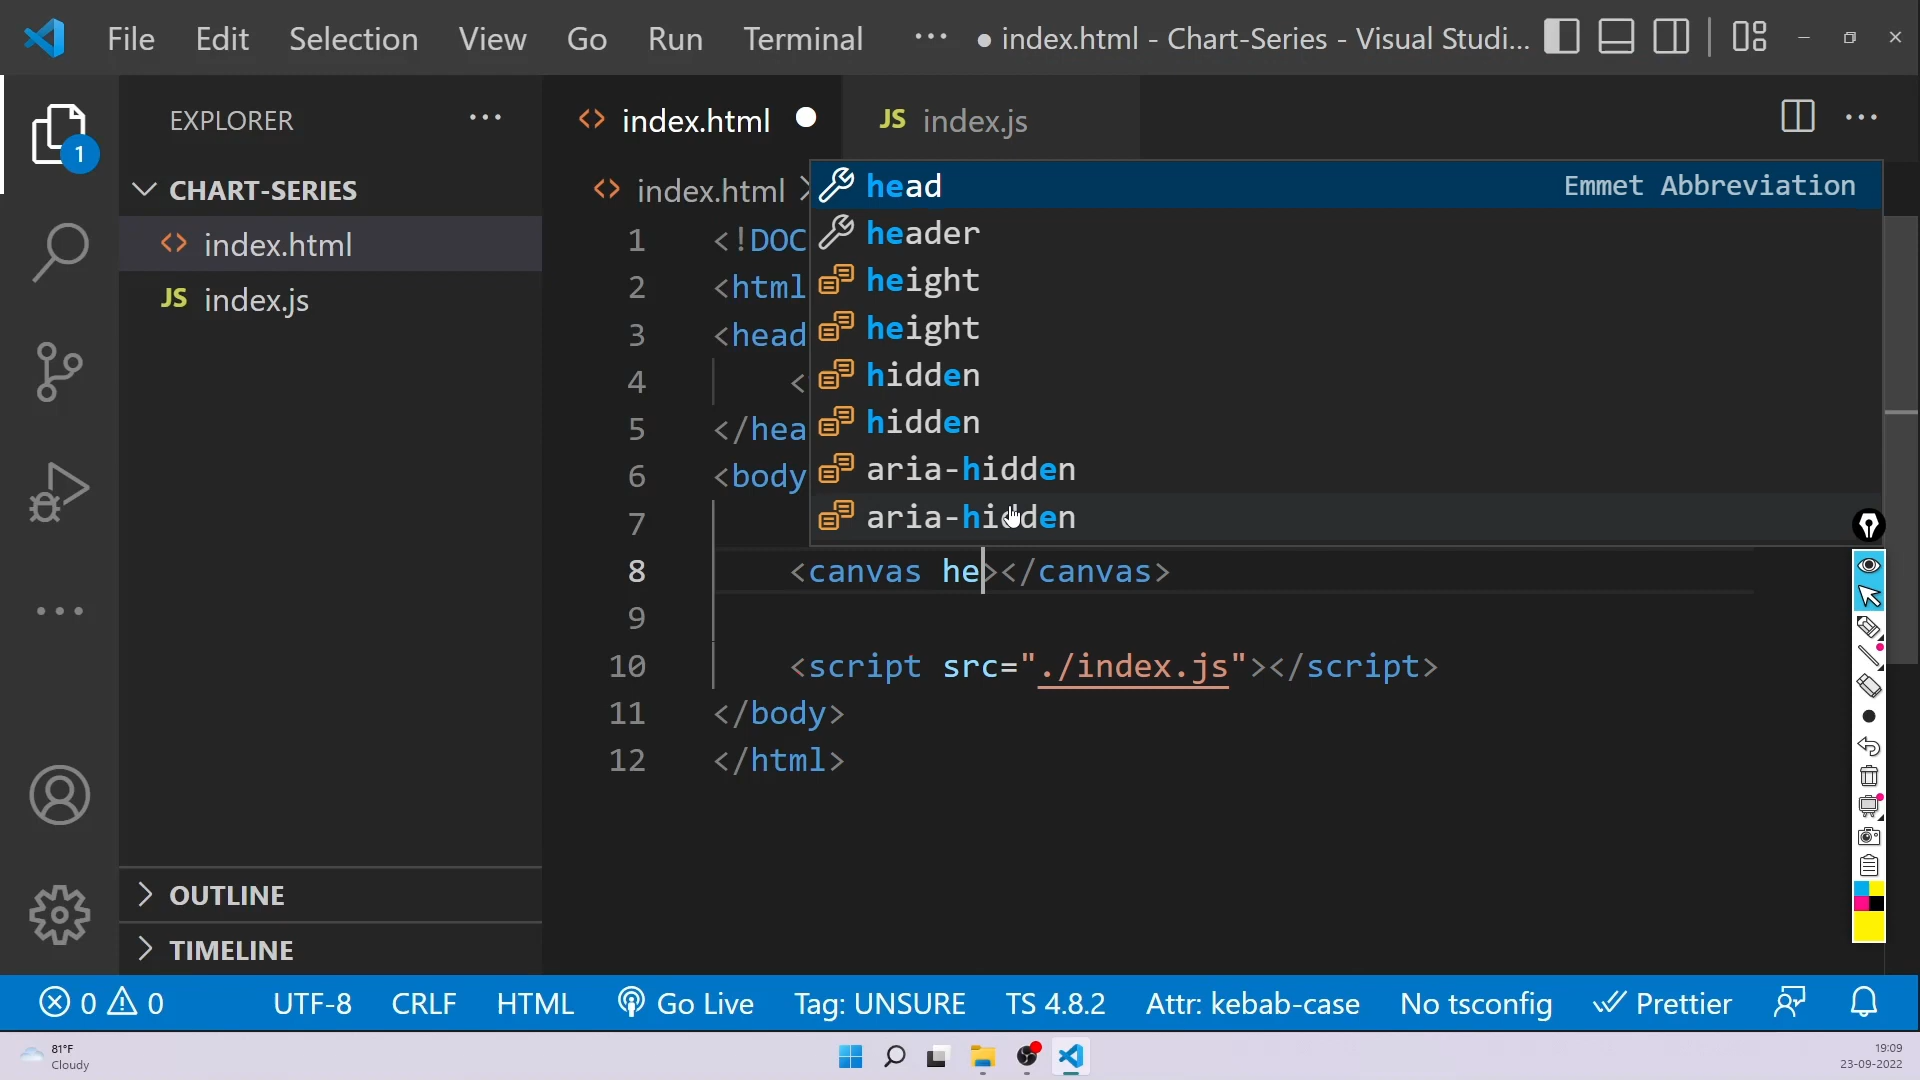 File Edit Selection View Go Run Terminal ··· ● index.html - Chart-Series - Visual Studi...
EXPLORER ···
1
CHART-SERIES
index.html
JS index.js
OUTLINE
TIMELINE
index.html ● JS index.js
index.html
head Emmet Abbreviation
header
height
height
hidden
hidden
aria-hidden
aria-hidden
1 <!DOC
2 <html
3 <head
4 <
5 </hea
6 <body
7
8 <canvas he></canvas>
9
10 <script src="./index.js"></script>
11 </body>
12 </html>
0 0 UTF-8 CRLF HTML Go Live Tag: UNSURE TS 4.8.2 Attr: kebab-case No tsconfig Prettier
81°F
Cloudy
19:09
23-09-2022